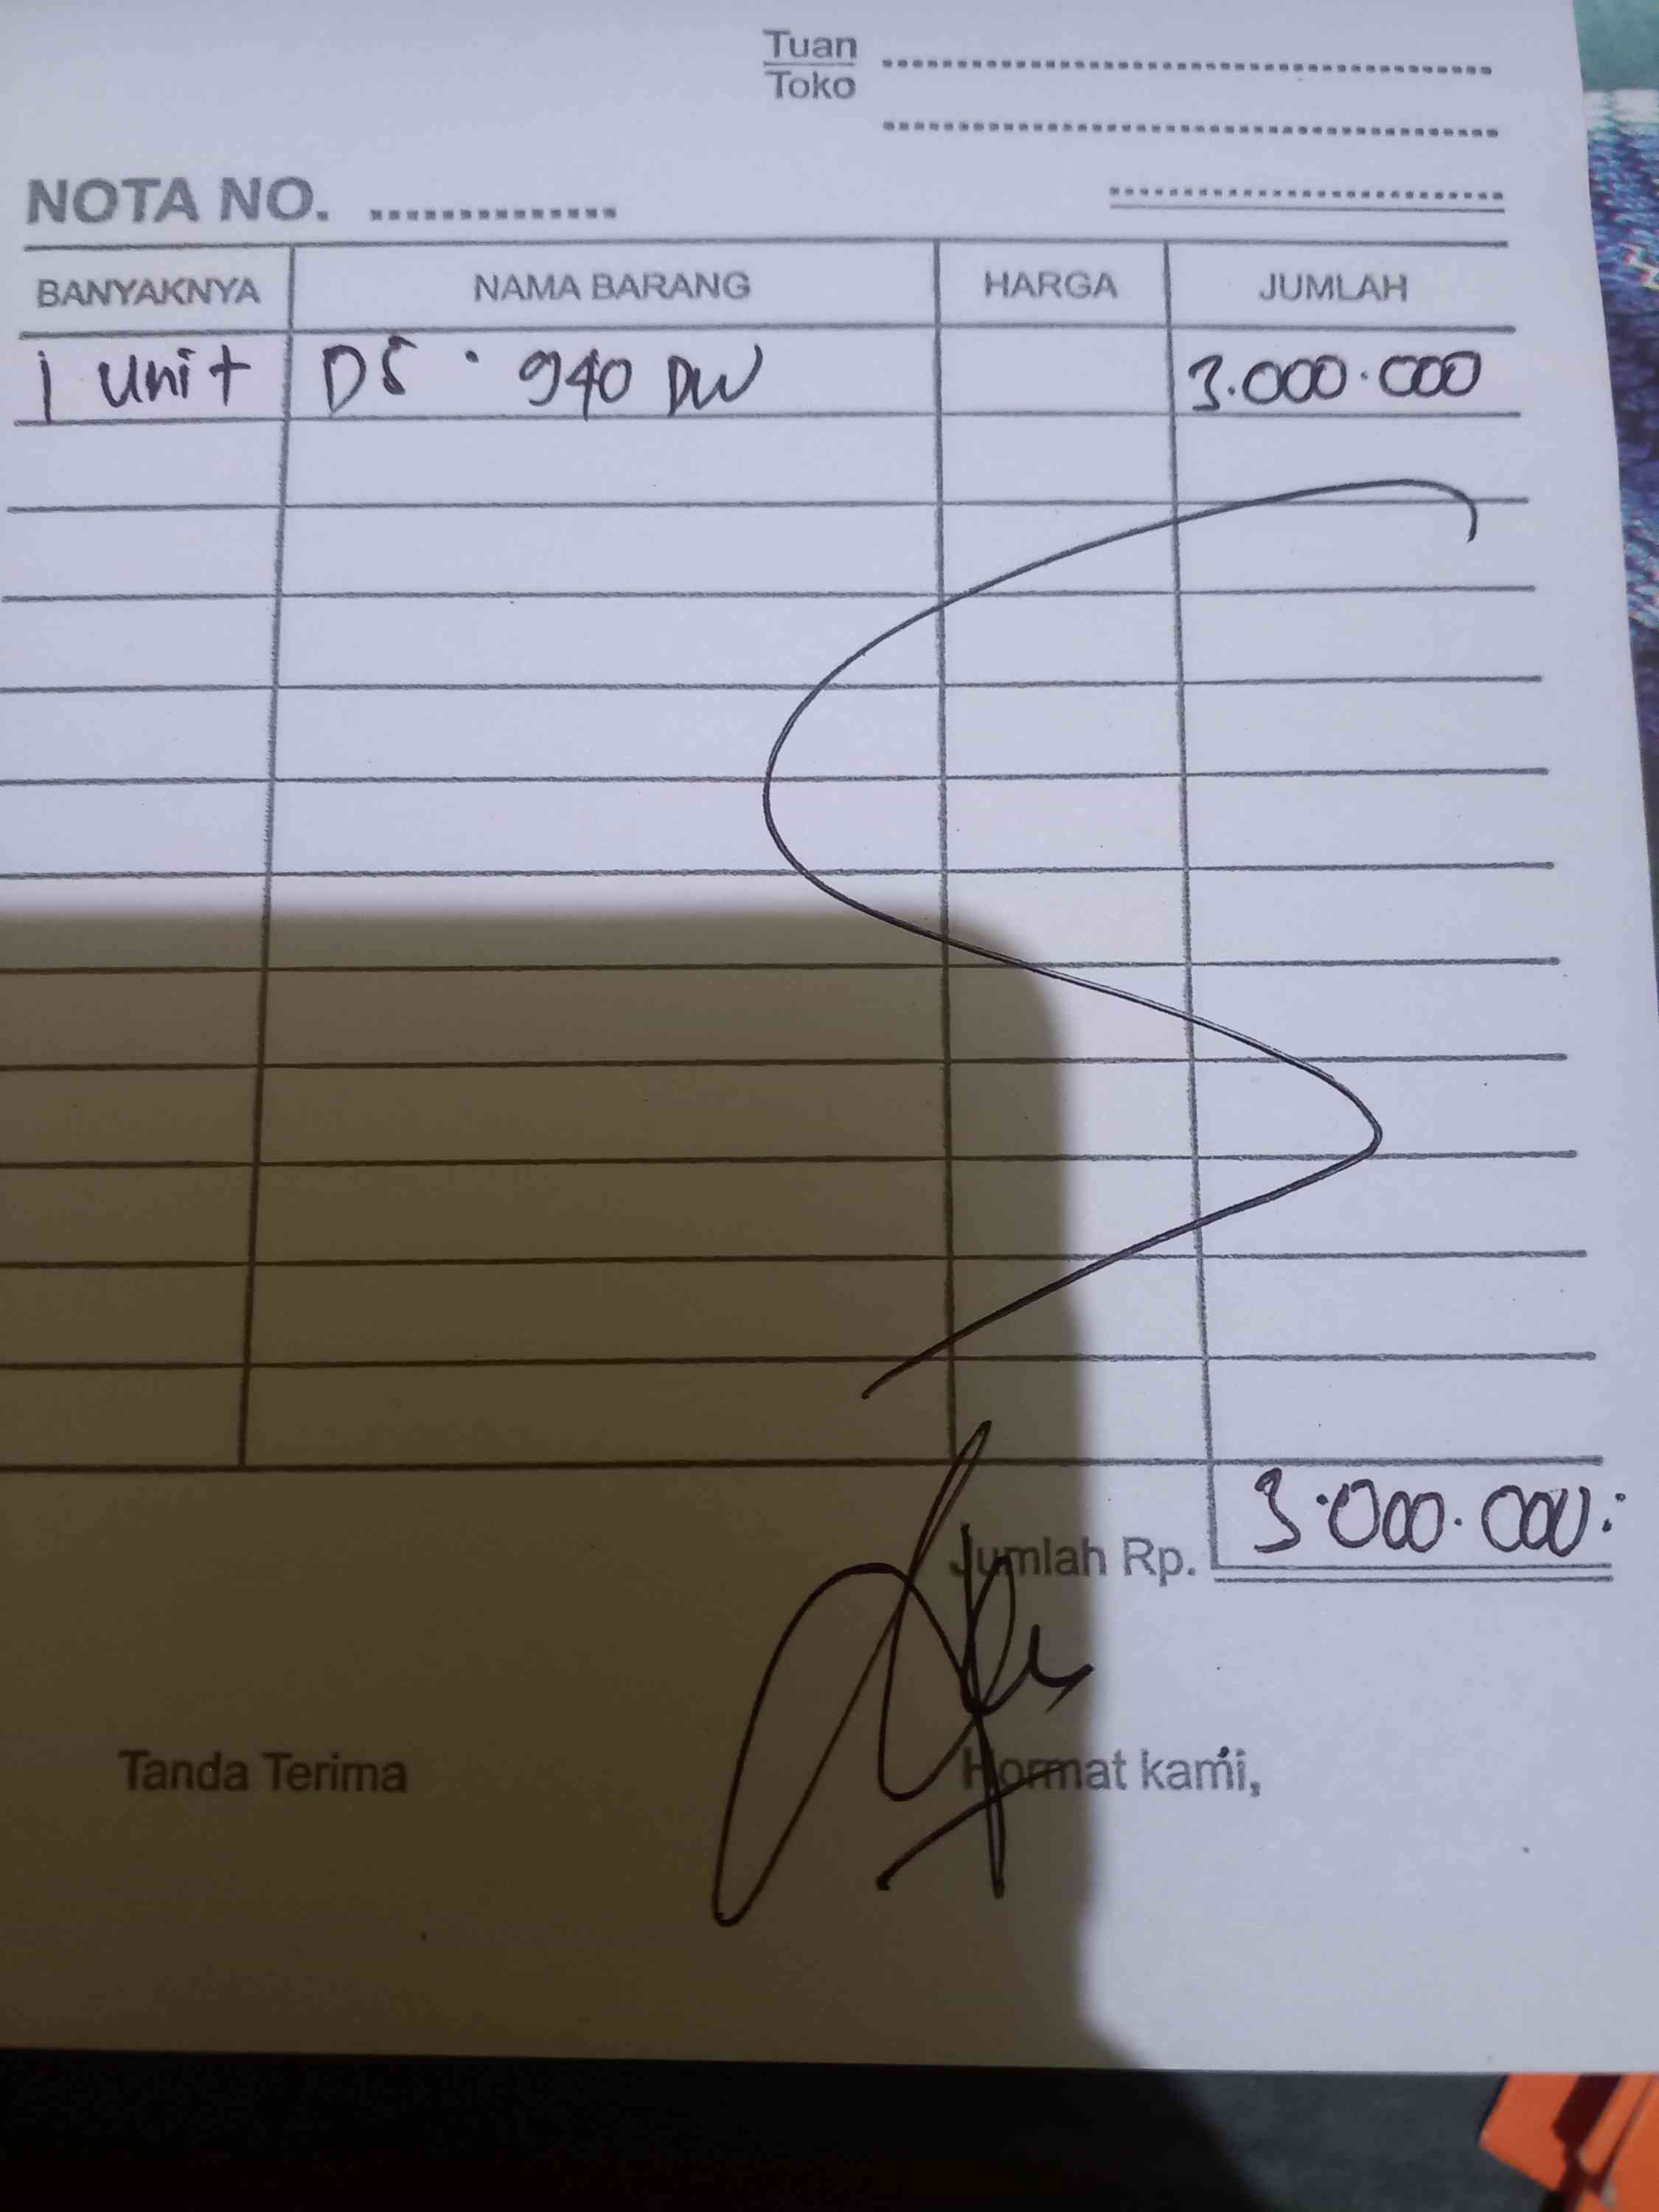 Tuan
Toko
NOTA NO.
BANYAKNYA NAMA BARANG HARGA JUMLAH
1 Unit DS. 940 DW 3.000.000
Jumlah Rp. 3.000.000
Tanda Terima Hormat kami,